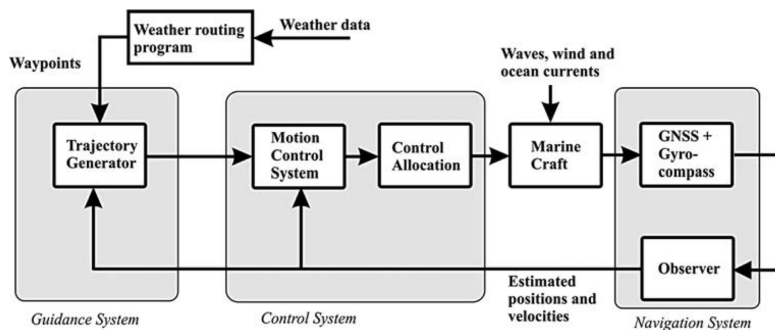 Weather routing
program
Weather data
Waypoints
Waves, wind and
ocean currents
Trajectory
Generator
Motion
Control
System
Control
Allocation
Marine
Craft
GNSS +
Gyro-
compass
Observer
Estimated
positions and
velocities
Guidance System
Control System
Navigation System